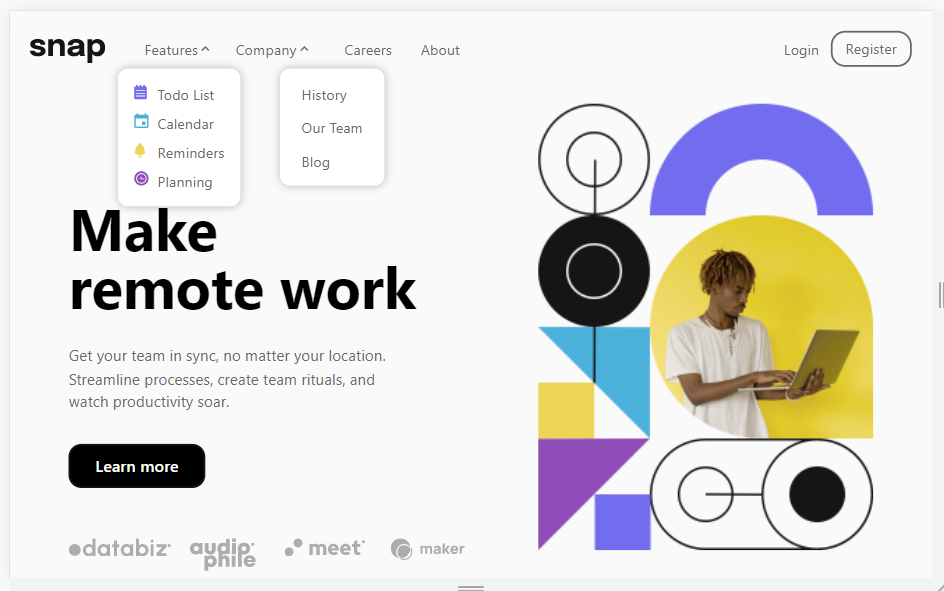 snap
Features
Company
Careers
About
Login
Register
Todo List
Calendar
Reminders
Planning
History
Our Team
Blog
Make
remote work
Get your team in sync, no matter your location.
Streamline processes, create team rituals, and
watch productivity soar.
Learn more
databiz
audio
phile
meet
maker